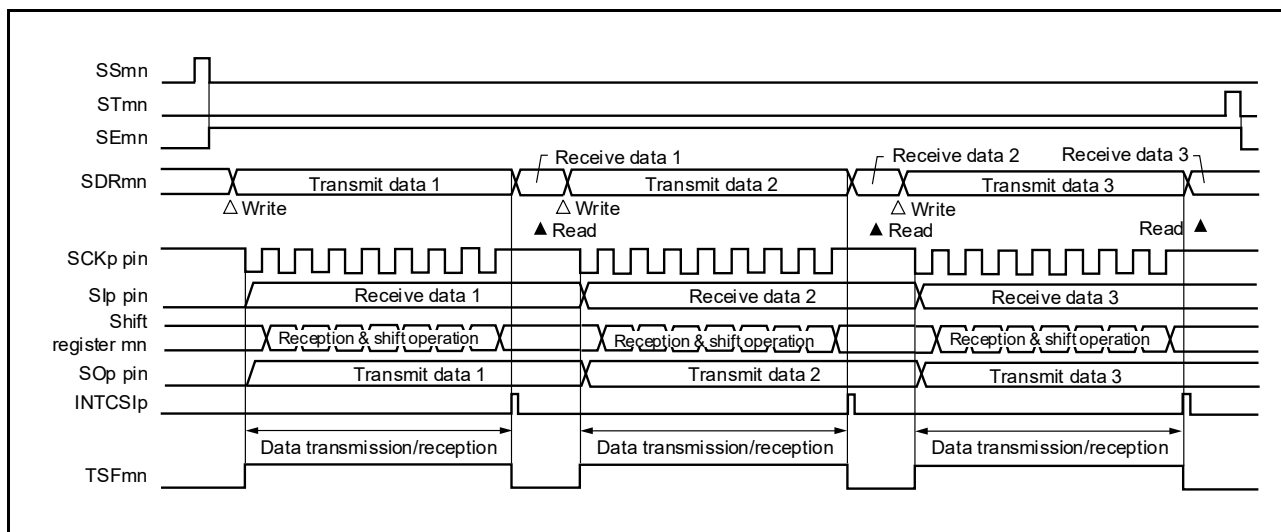 SSmn
STmn
SEmn
Receive data 1 Receive data 2 Receive data 3
SDRmn Transmit data 1 Transmit data 2 Transmit data 3
△ Write △ Write △ Write
▲ Read ▲ Read Read ▲
SCKp pin
SIp pin Receive data 1 Receive data 2 Receive data 3
Shift
register mn Reception & shift operation Reception & shift operation Reception & shift operation
SOp pin Transmit data 1 Transmit data 2 Transmit data 3
INTCSIp
Data transmission/reception Data transmission/reception Data transmission/reception
TSFmn